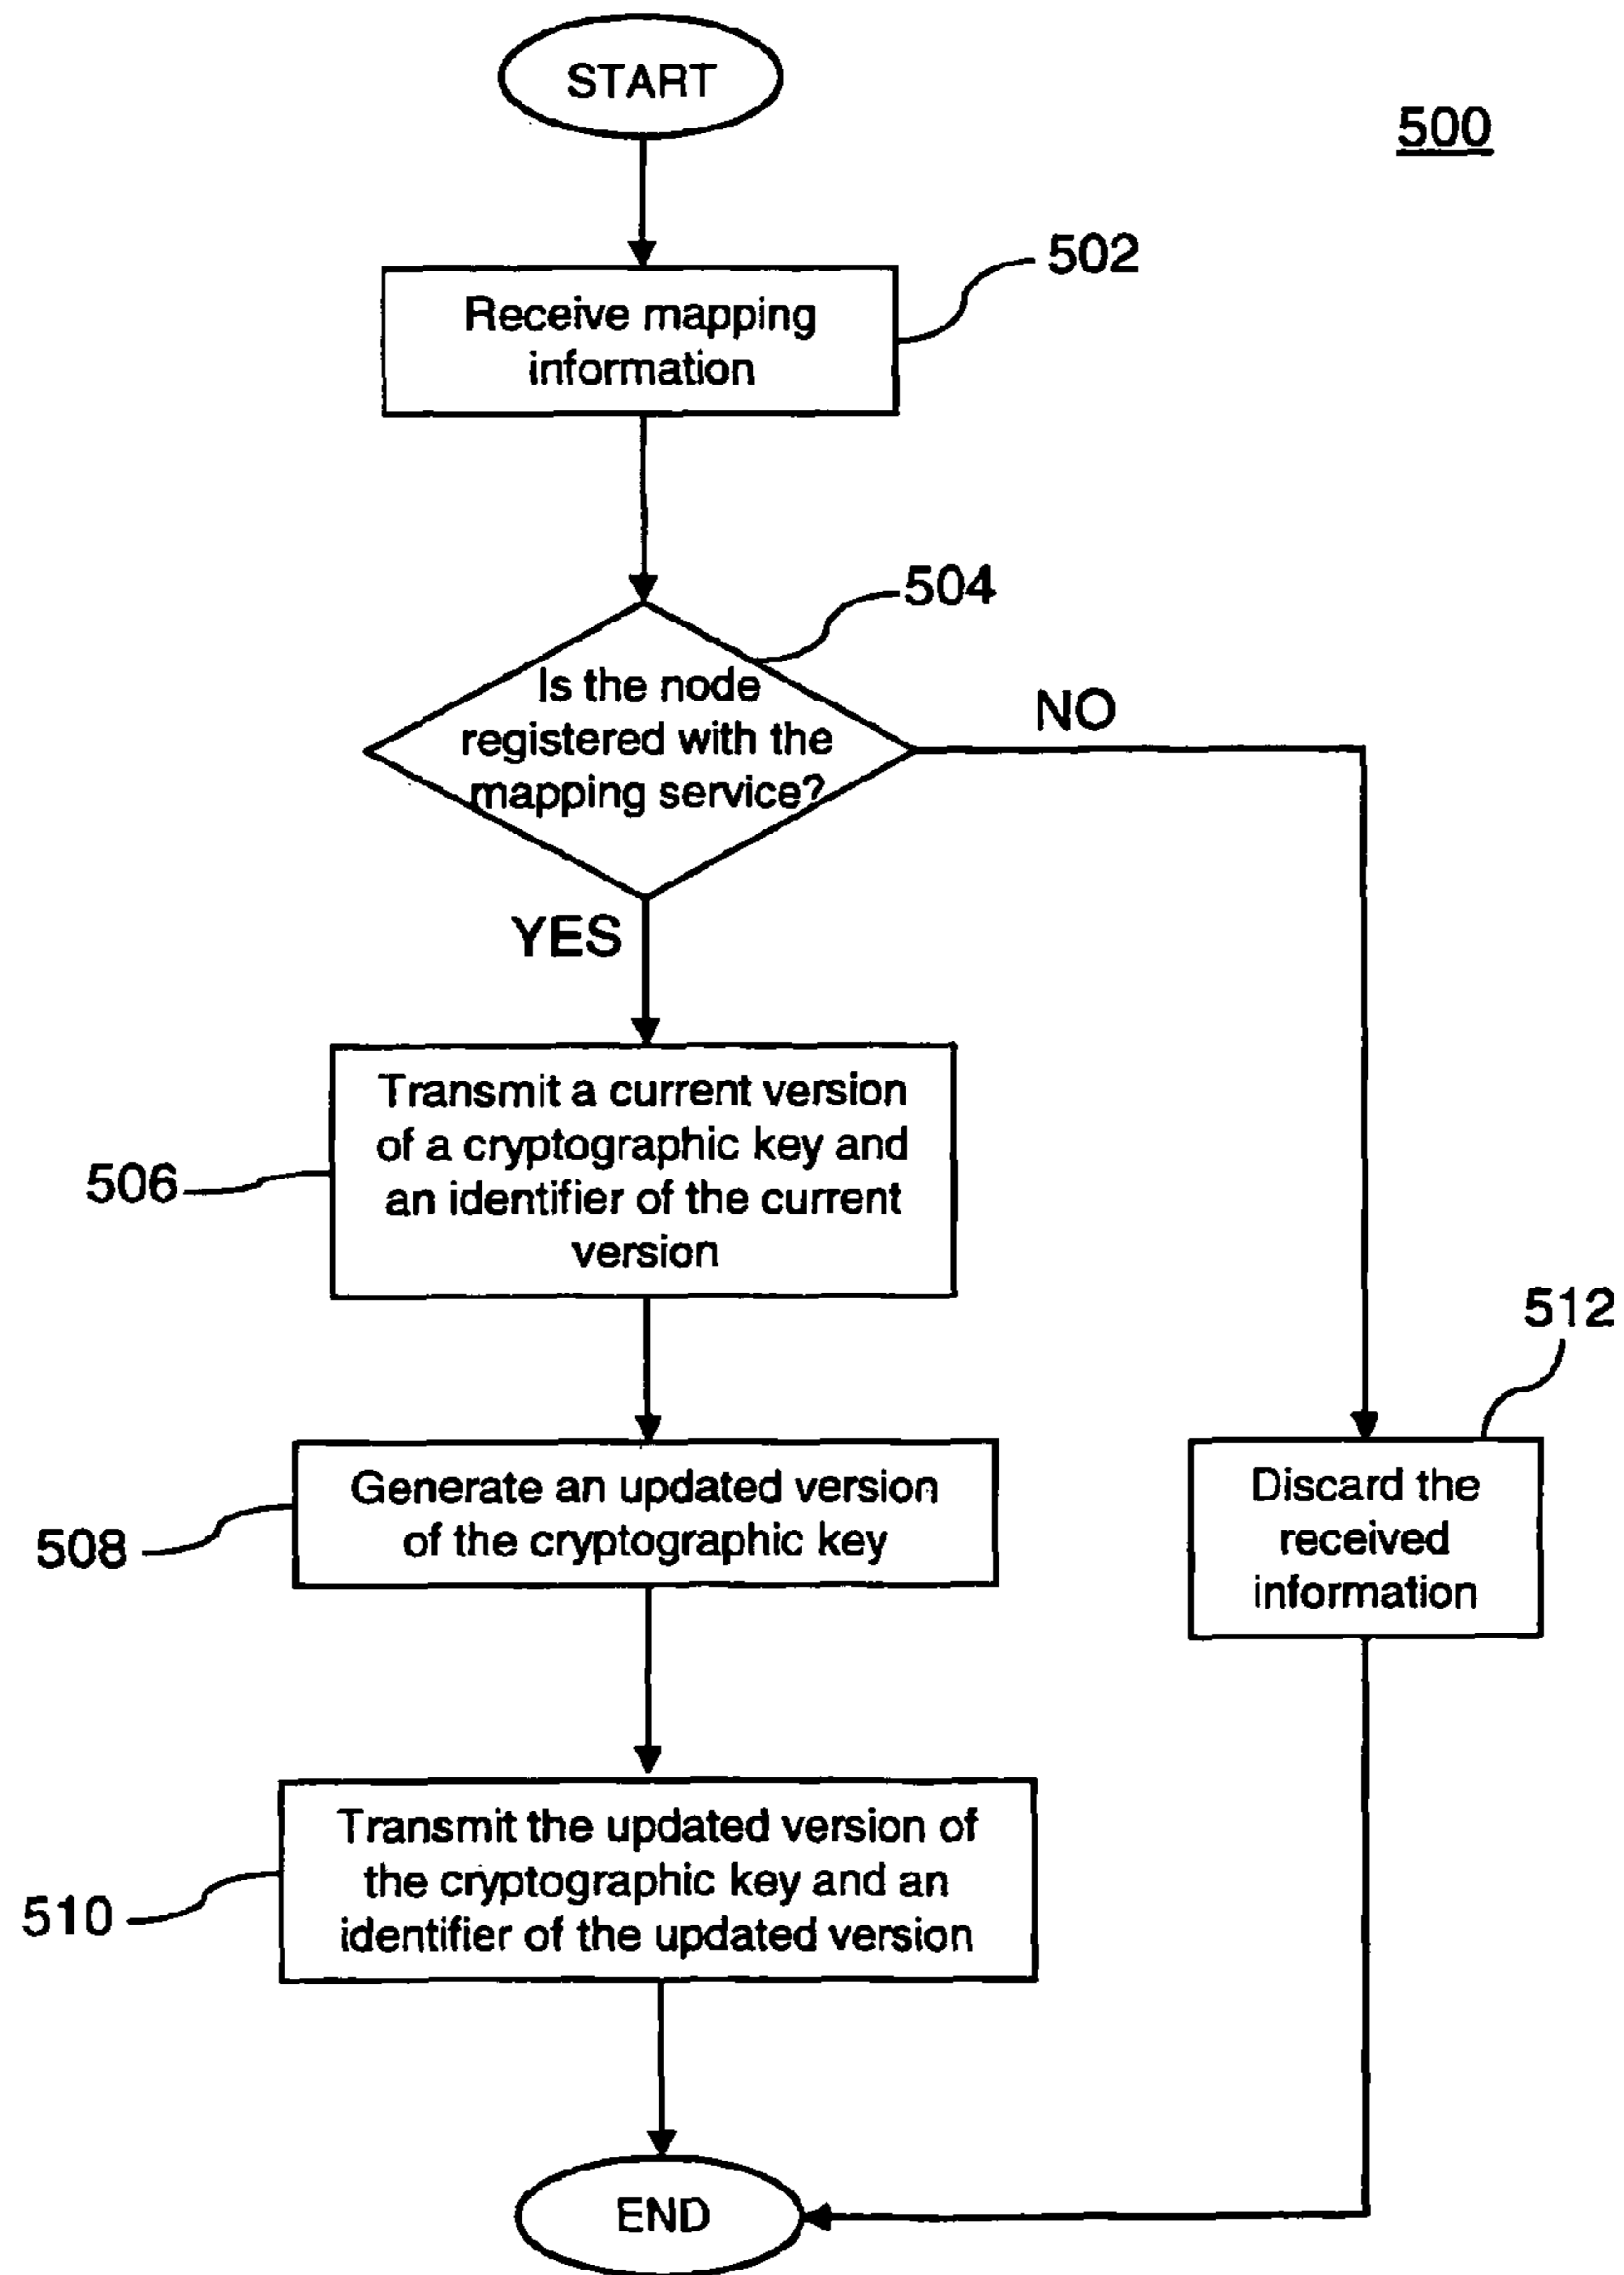 START
500
502
Receive mapping
information
504
Is the node
registered with the
mapping service?
NO
YES
506
Transmit a current version
of a cryptographic key and
an identifier of the current
version
512
508
Generate an updated version
of the cryptographic key
Discard the
received
information
510
Transmit the updated version of
the cryptographic key and an
identifier of the updated version
END